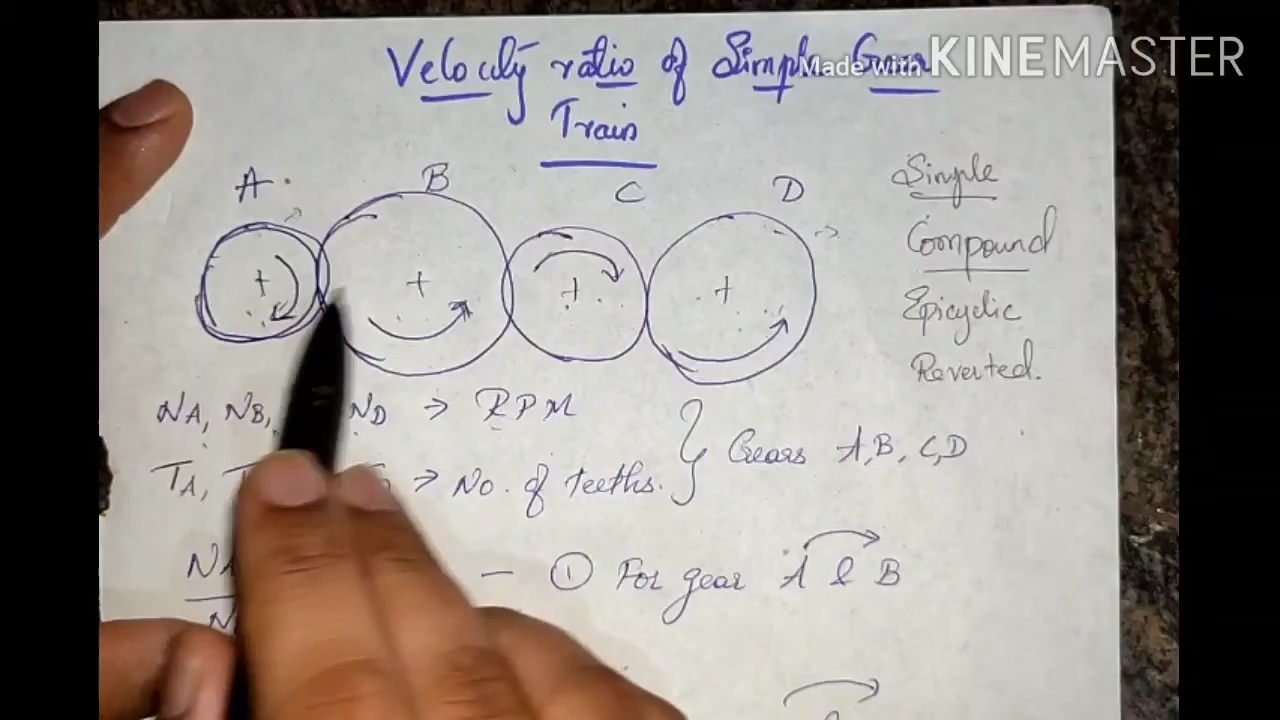 Velocity ratio of Simple Gear
Made with KINEMASTER
Train
A B C D
Simple
Compound
Epicyclic
Reverted.
NA, NB, ND → RPM
TA, → No. of teeths.
Gears A, B, C, D
① For gear A & B